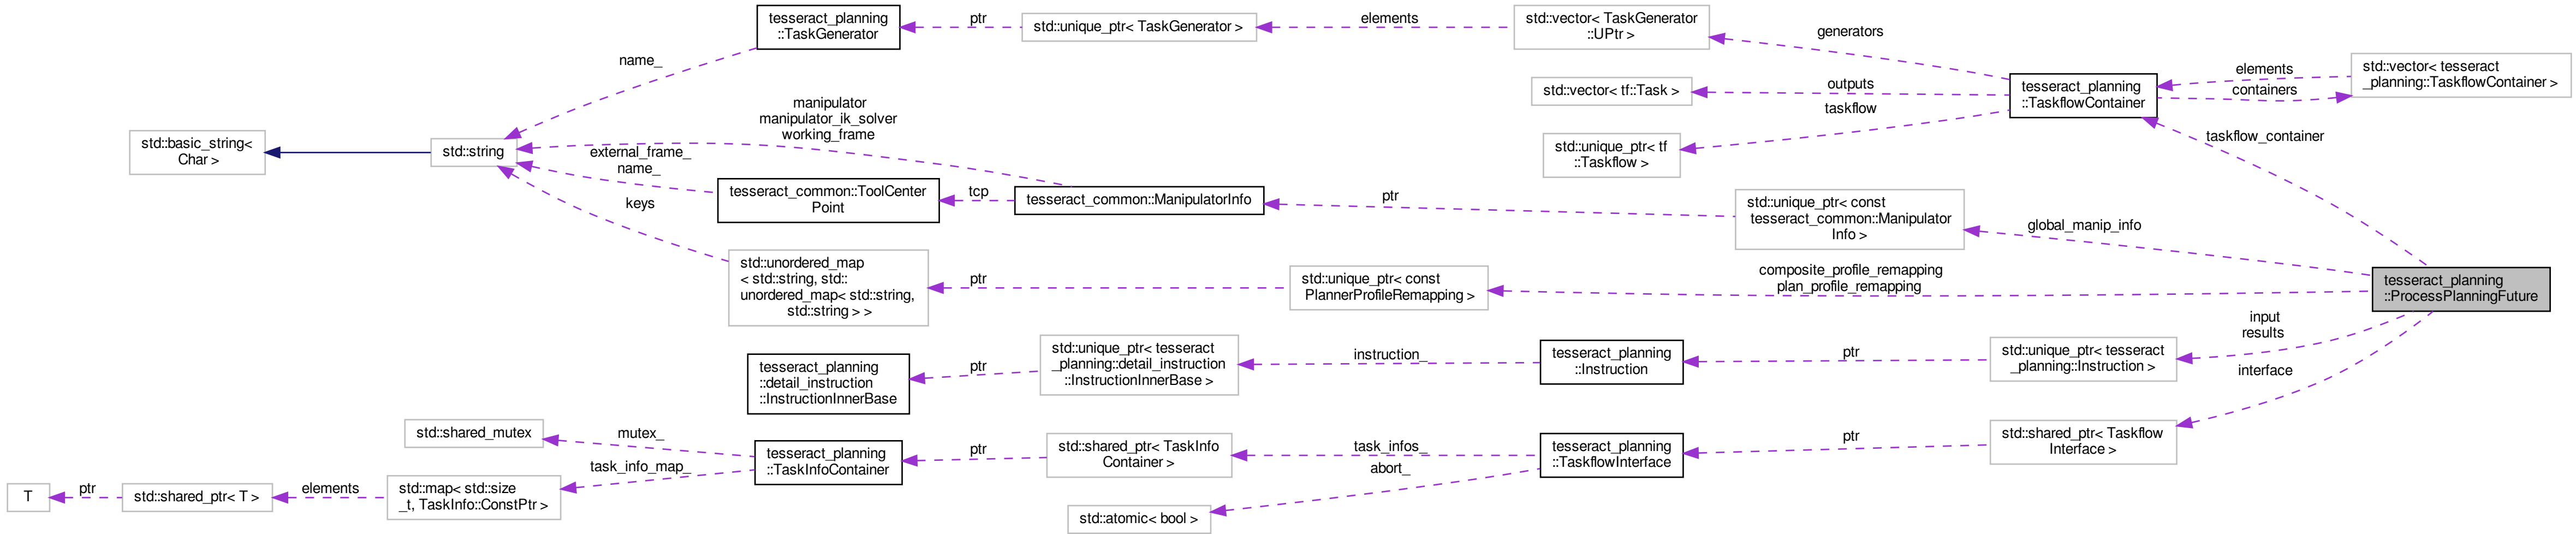 tesseract_planning
::TaskGenerator
ptr
std::unique_ptr< TaskGenerator >
elements
std::vector< TaskGenerator
::UPtr >
generators
name_
std::vector< tf::Task >
outputs
taskflow
tesseract_planning
::TaskflowContainer
elements
containers
std::vector< tesseract
_planning::TaskflowContainer >
manipulator
manipulator_ik_solver
working_frame
std::basic_string<
Char >
std::string
external_frame_
name_
keys
std::unique_ptr< tf
::Taskflow >
taskflow_container
tesseract_common::ToolCenter
Point
tcp
tesseract_common::ManipulatorInfo
ptr
std::unique_ptr< const
tesseract_common::Manipulator
Info >
global_manip_info
std::unordered_map
< std::string, std::
unordered_map< std::string,
std::string > >
ptr
std::unique_ptr< const
PlannerProfileRemapping >
composite_profile_remapping
plan_profile_remapping
tesseract_planning
::ProcessPlanningFuture
input
results
interface
tesseract_planning
::detail_instruction
::InstructionInnerBase
ptr
std::unique_ptr< tesseract
_planning::detail_instruction
::InstructionInnerBase >
instruction_
tesseract_planning
::Instruction
ptr
std::unique_ptr< tesseract
_planning::Instruction >
std::shared_mutex
mutex_
task_info_map_
tesseract_planning
::TaskInfoContainer
ptr
std::shared_ptr< TaskInfo
Container >
task_infos_
abort_
tesseract_planning
::TaskflowInterface
ptr
std::shared_ptr< Taskflow
Interface >
T
ptr
std::shared_ptr< T >
elements
std::map< std::size
_t, TaskInfo::ConstPtr >
std::atomic< bool >